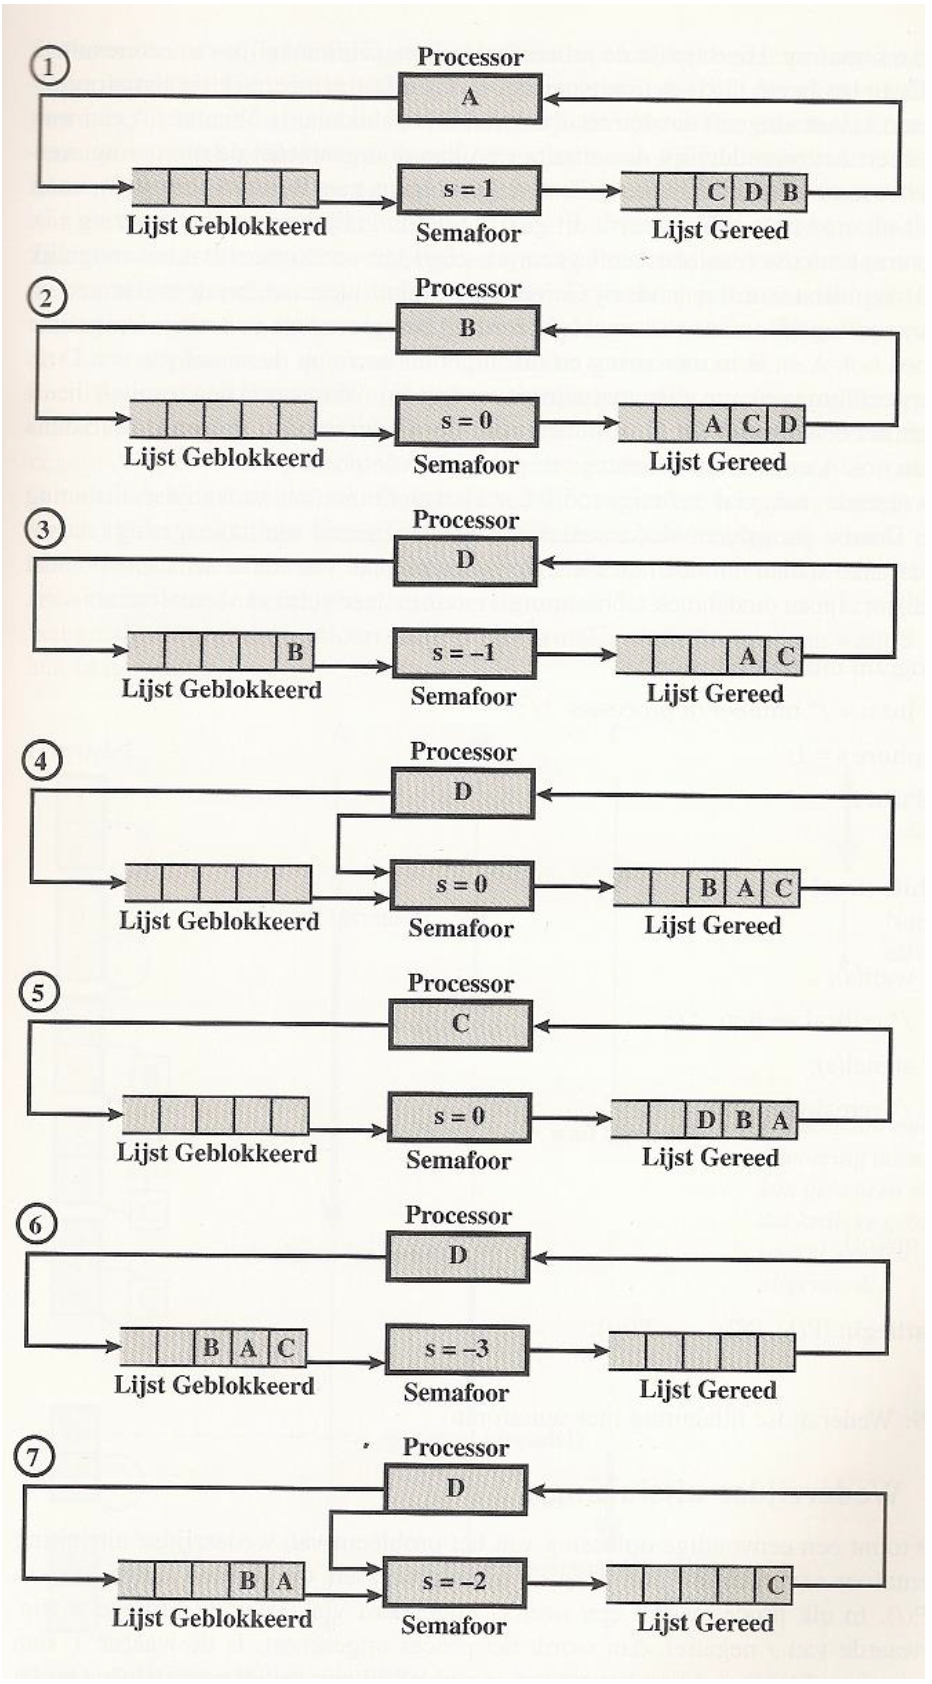 1
Processor
A
s = 1
C D B
Lijst Geblokkeerd
Semafoor
Lijst Gereed
2
Processor
B
s = 0
A C D
Lijst Geblokkeerd
Semafoor
Lijst Gereed
3
Processor
D
B
s = –1
A C
Lijst Geblokkeerd
Semafoor
Lijst Gereed
4
Processor
D
s = 0
B A C
Lijst Geblokkeerd
Semafoor
Lijst Gereed
5
Processor
C
s = 0
D B A
Lijst Geblokkeerd
Semafoor
Lijst Gereed
6
Processor
D
B A C
s = –3
Lijst Geblokkeerd
Semafoor
Lijst Gereed
7
Processor
D
B A
s = –2
C
Lijst Geblokkeerd
Semafoor
Lijst Gereed